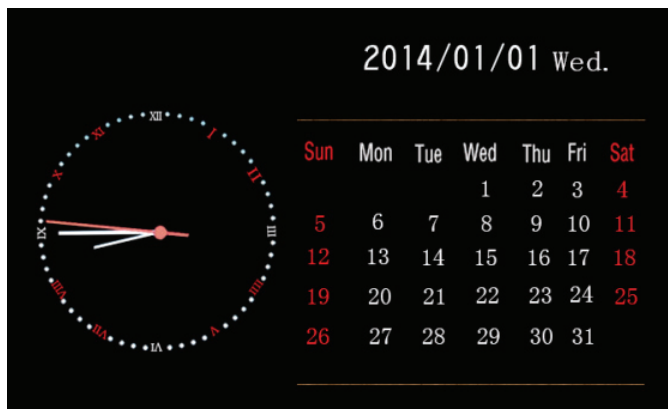 2014/01/01 Wed.
XII
I
II
III
IIII
V
VI
VII
VIII
IX
X
XI
Sun Mon Tue Wed Thu Fri Sat
1 2 3 4
5 6 7 8 9 10 11
12 13 14 15 16 17 18
19 20 21 22 23 24 25
26 27 28 29 30 31